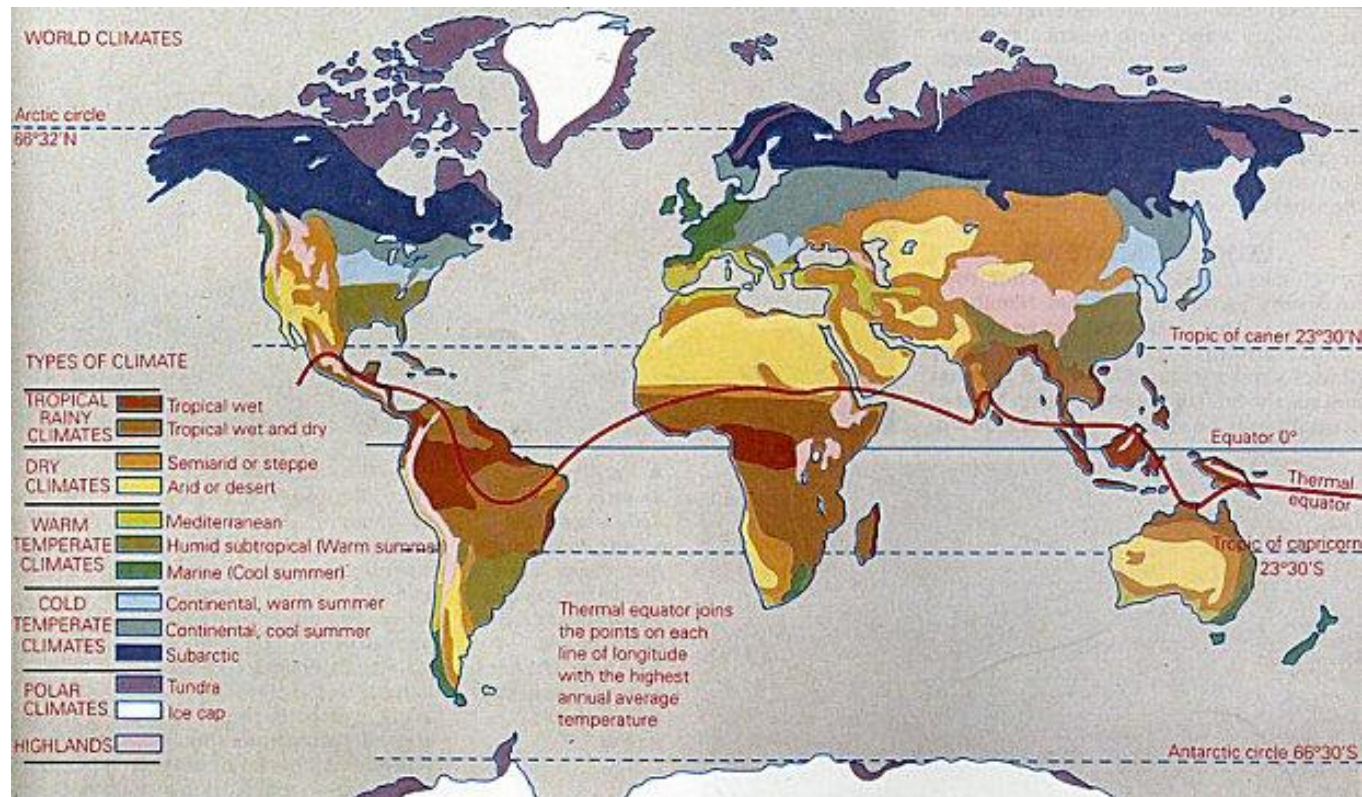 WORLD CLIMATES
Arctic circle
66°32'N
Tropic of caner 23°30'N
TYPES OF CLIMATE
TROPICAL
RAINY
CLIMATES
Tropical wet
Tropical wet and dry
DRY
CLIMATES
Semiarid or steppe
Arid or desert
WARM
TEMPERATE
CLIMATES
Mediterranean
Humid subtropical (Warm summer)
Marine (Cool summer)
COLD
TEMPERATE
CLIMATES
Continental, warm summer
Continental, cool summer
Subarctic
POLAR
CLIMATES
Tundra
Ice cap
HIGHLANDS
Equator 0°
Thermal
equator
Tropic of capricorn
23°30'S
Thermal equator joins
the points on each
line of longitude
with the highest
annual average
temperature
Antarctic circle 66°30'S